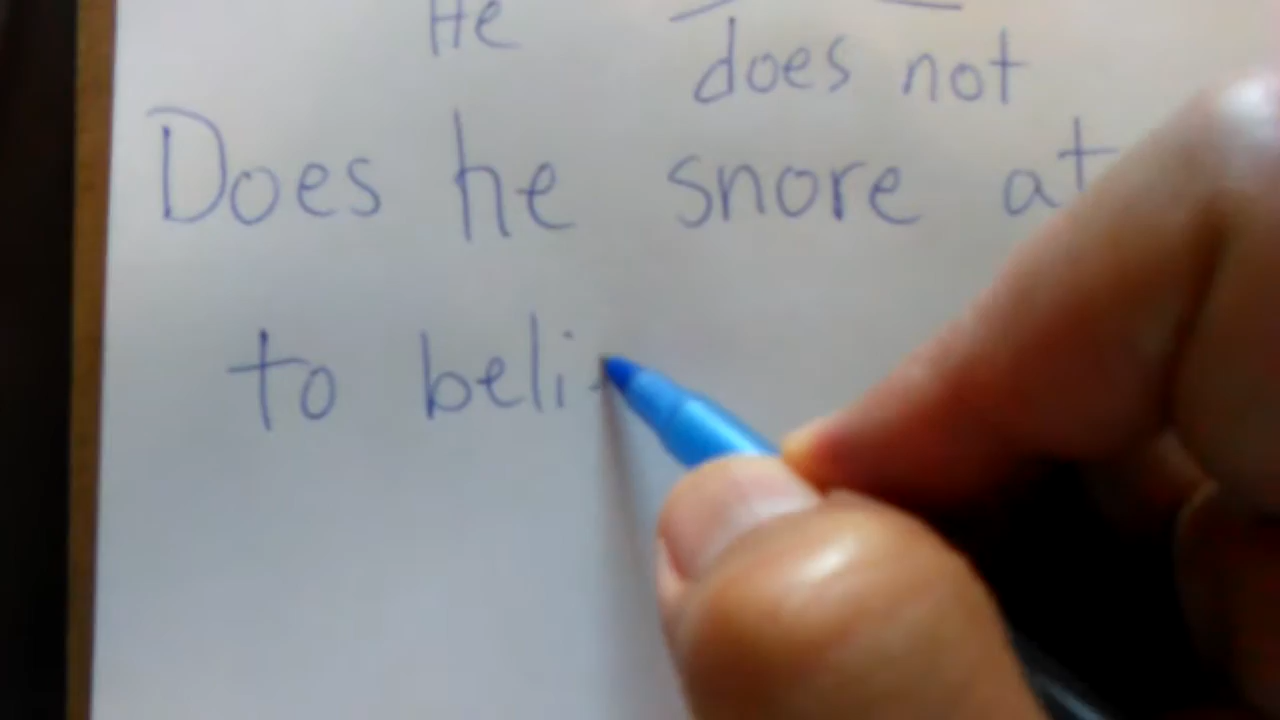 He
does not
Does he snore at
to beli